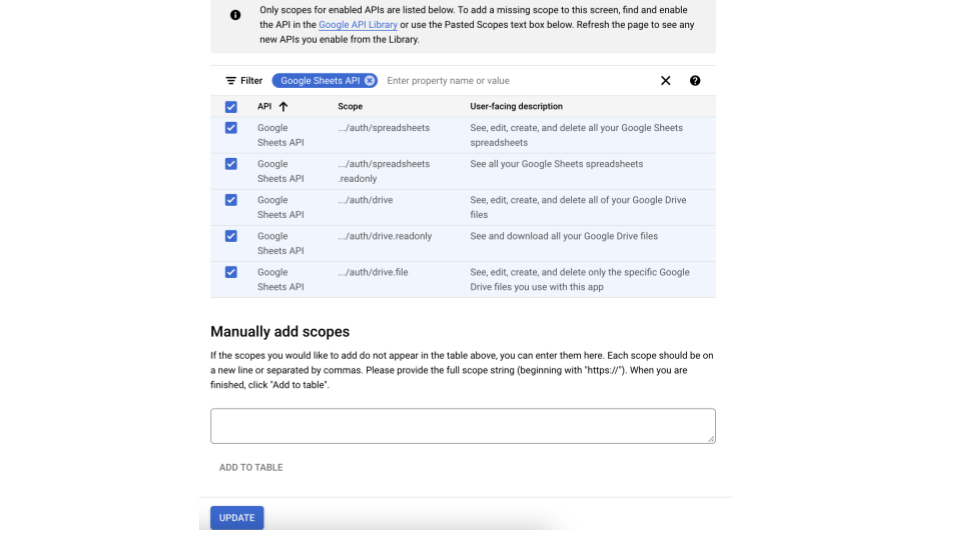 Only scopes for enabled APIs are listed below. To add a missing scope to this screen, find and enable
the API in the Google API Library or use the Pasted Scopes text box below. Refresh the page to see any
new APIs you enable from the Library.
Filter Google Sheets API Enter property name or value
API Scope User-facing description
Google .../auth/spreadsheets See, edit, create, and delete all your Google Sheets
Sheets API spreadsheets
Google .../auth/spreadsheets See all your Google Sheets spreadsheets
Sheets API .readonly
Google .../auth/drive See, edit, create, and delete all of your Google Drive
Sheets API files
Google .../auth/drive.readonly See and download all your Google Drive files
Sheets API
Google .../auth/drive.file See, edit, create, and delete only the specific Google
Sheets API Drive files you use with this app
Manually add scopes
If the scopes you would like to add do not appear in the table above, you can enter them here. Each scope should be on
a new line or separated by commas. Please provide the full scope string (beginning with "https://"). When you are
finished, click "Add to table".
ADD TO TABLE
UPDATE